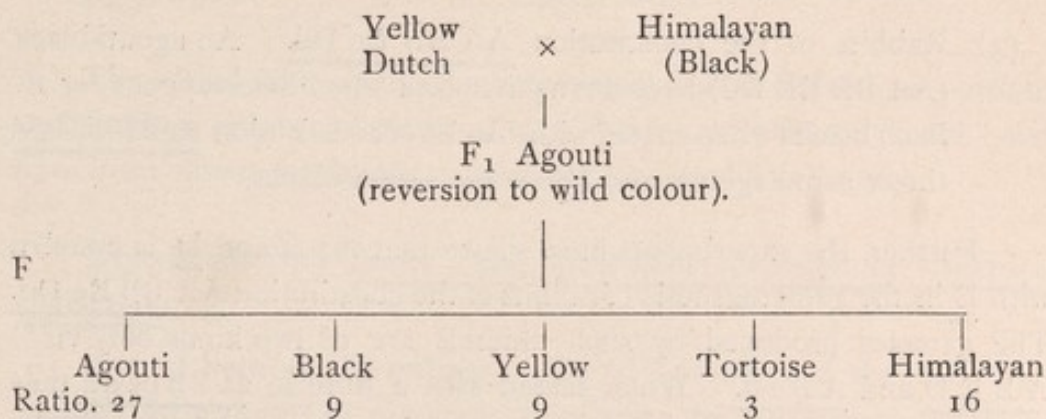 Yellow × Himalayan
Dutch (Black)
F₁ Agouti
(reversion to wild colour).
F
Agouti Black Yellow Tortoise Himalayan
Ratio. 27 9 9 3 16